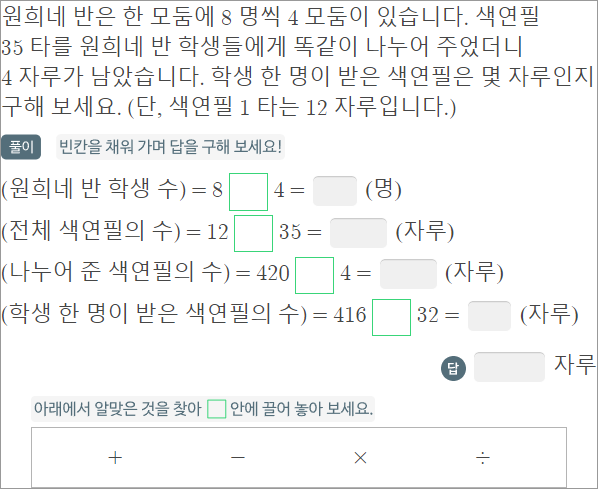 원희네 반은 한 모둠에 8 명씩 4 모둠이 있습니다. 색연필
35 타를 원희네 반 학생들에게 똑같이 나누어 주었더니
4 자루가 남았습니다. 학생 한 명이 받은 색연필은 몇 자루인지
구해 보세요. (단, 색연필 1 타는 12 자루입니다.)
풀이 빈칸을 채워 가며 답을 구해 보세요!
(원희네 반 학생 수) = 8 □ 4 = (명)
(전체 색연필의 수) = 12 □ 35 = (자루)
(나누어 준 색연필의 수) = 420 □ 4 = (자루)
(학생 한 명이 받은 색연필의 수) = 416 □ 32 = (자루)
답 자루
아래에서 알맞은 것을 찾아 □ 안에 끌어 놓아 보세요.
+ − × ÷